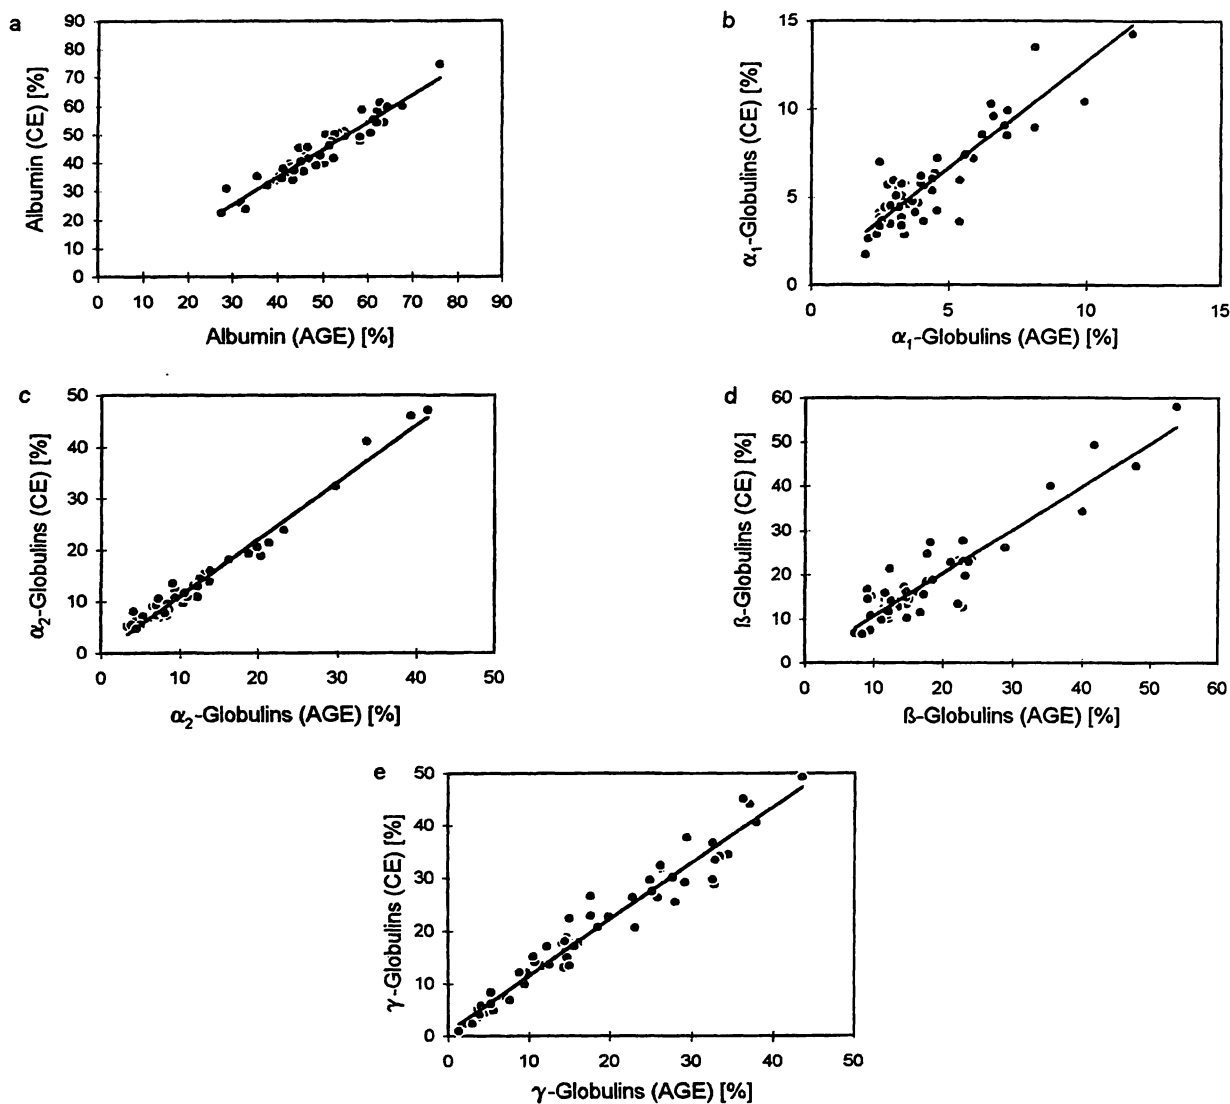 a
90
80
70
60
50
40
30
20
10
0
Albumin (CE) [%]
0 10 20 30 40 50 60 70 80 90
Albumin (AGE) [%]
b
15
10
5
0
α1-Globulins (CE) [%]
0 5 10 15
α1-Globulins (AGE) [%]
c
50
40
30
20
10
0
α2-Globulins (CE) [%]
0 10 20 30 40 50
α2-Globulins (AGE) [%]
d
60
50
40
30
20
10
0
ß-Globulins (CE) [%]
0 10 20 30 40 50 60
ß-Globulins (AGE) [%]
e
50
40
30
20
10
0
γ-Globulins (CE) [%]
0 10 20 30 40 50
γ-Globulins (AGE) [%]